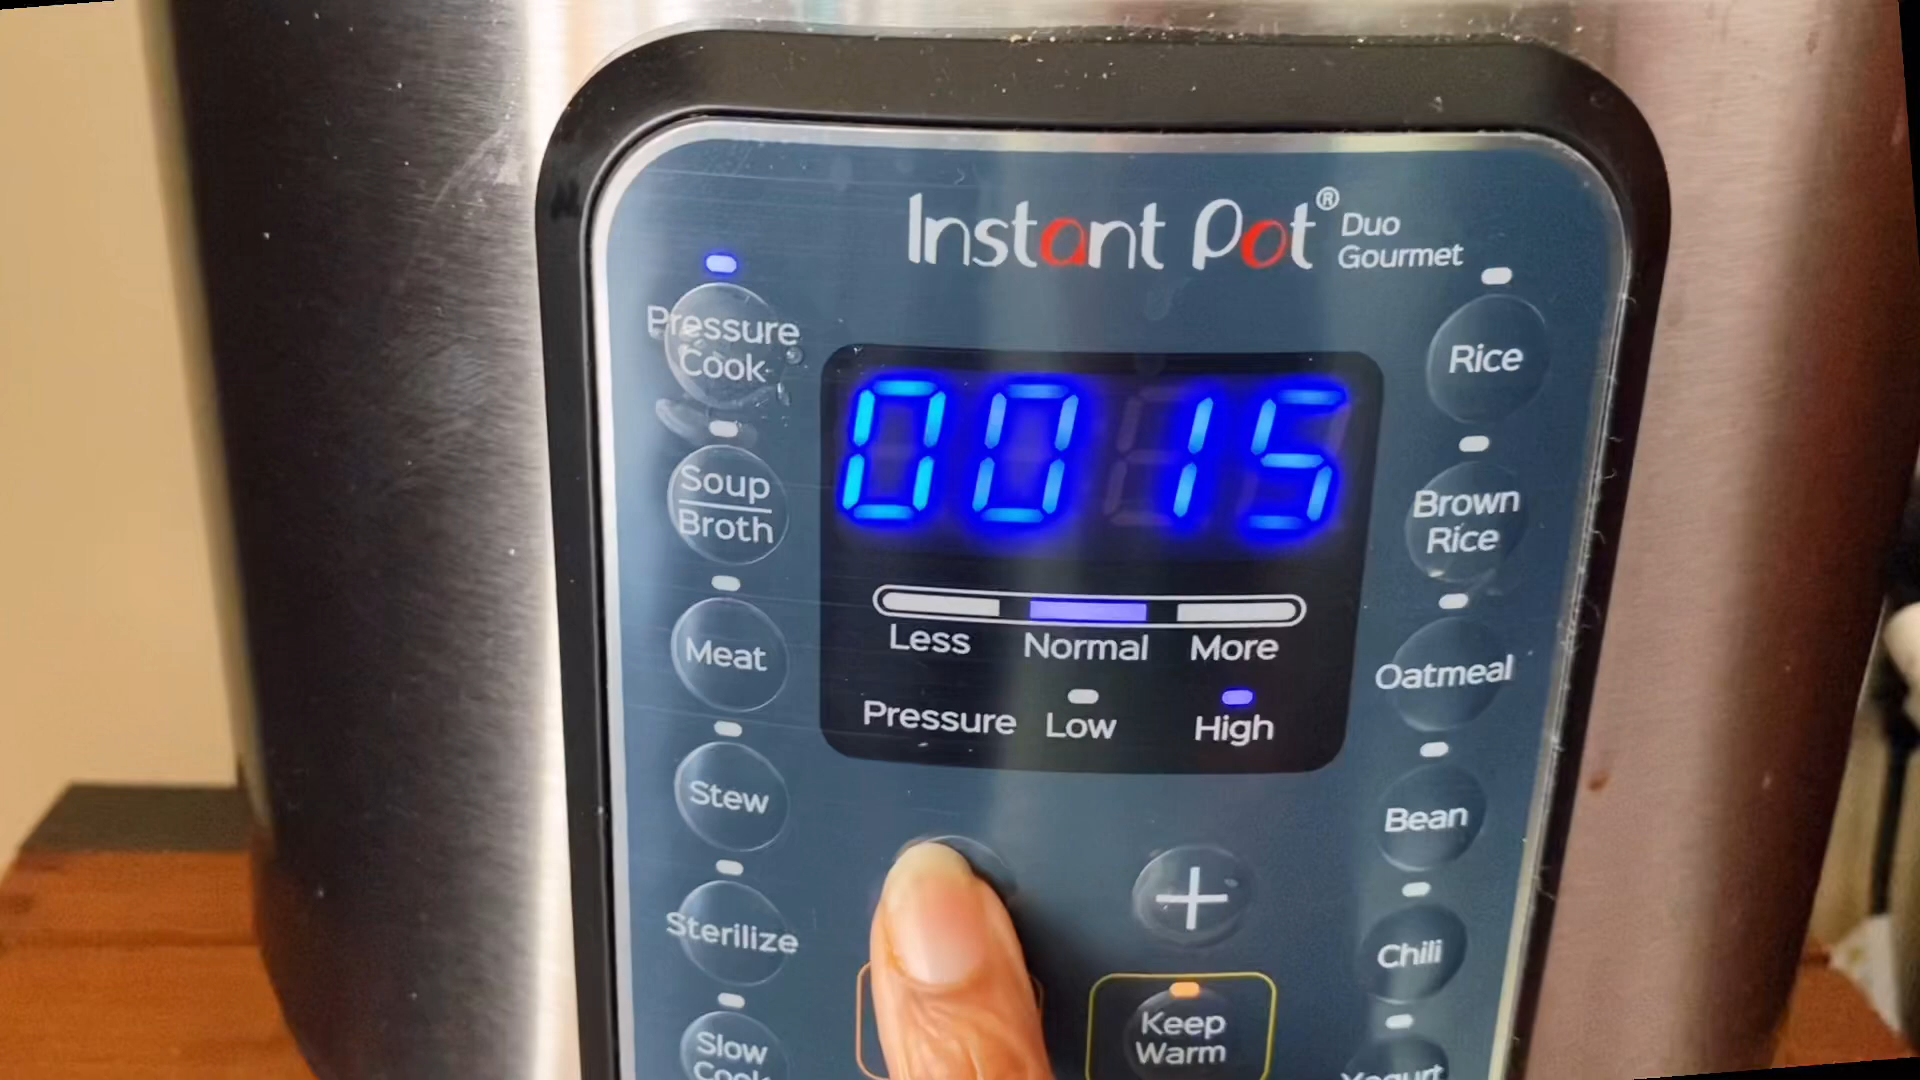 Instant Pot®
Duo
Gourmet
Pressure
Cook
Soup
Broth
Meat
Stew
Sterilize
Slow
Cook
0015
Less Normal More
Pressure Low High
+
Keep
Warm
Rice
Brown
Rice
Oatmeal
Bean
Chili
Yogurt